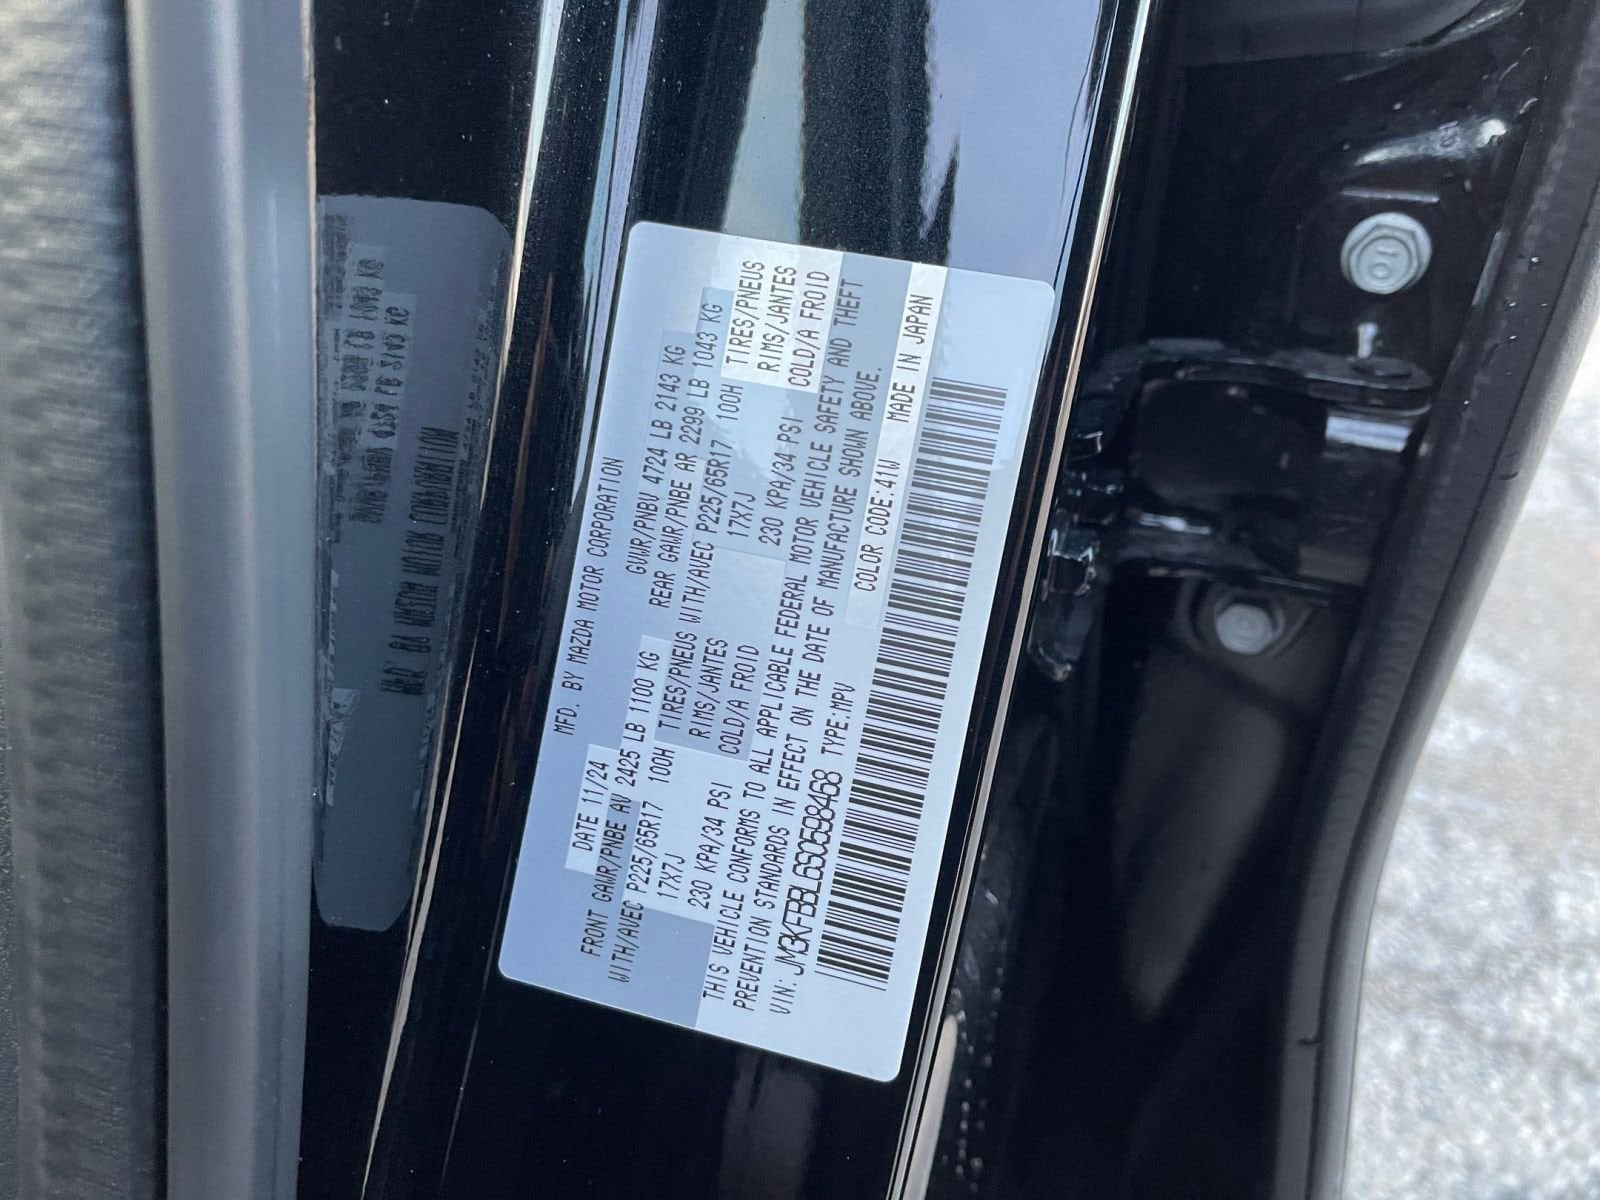 MFD. BY MAZDA MOTOR CORPORATION
DATE 11/24 GVWR/PNBV 4724 LB 2143 KG
FRONT GAWR/PNBE AV 2425 LB 1100 KG REAR GAWR/PNBE AR 2299 LB 1043 KG
WITH/AVEC P225/65R17 100H TIRES/PNEUS WITH/AVEC P225/65R17 100H TIRES/PNEUS
17X7J RIMS/JANTES 17X7J RIMS/JANTES
230 KPA/34 PSI COLD/A FROID 230 KPA/34 PSI COLD/A FROID
THIS VEHICLE CONFORMS TO ALL APPLICABLE FEDERAL MOTOR VEHICLE SAFETY AND THEFT
PREVENTION STANDARDS IN EFFECT ON THE DATE OF MANUFACTURE SHOWN ABOVE.
VIN: JM3KFBBL6S0598468 TYPE:MPV COLOR CODE:41W MADE IN JAPAN
10